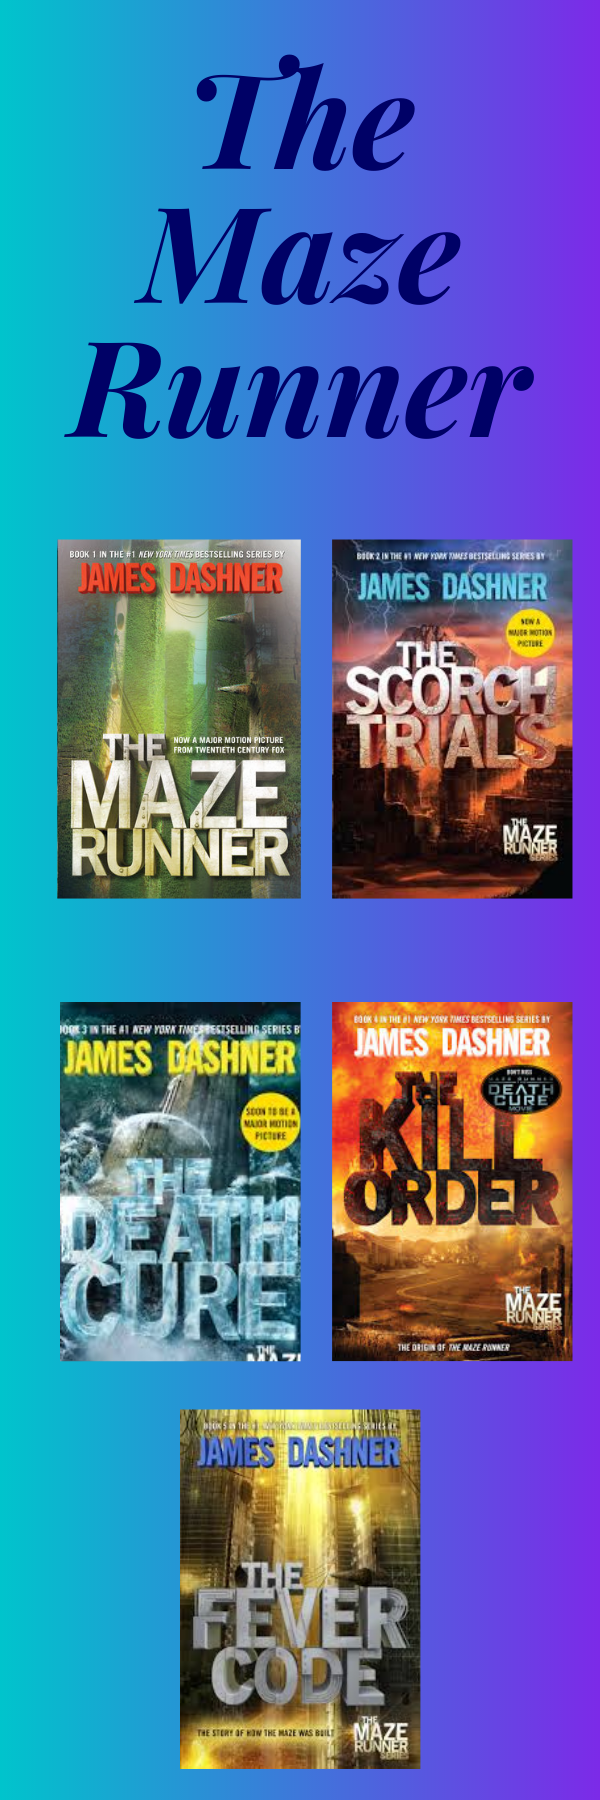 The
Maze
Runner
BOOK 1 IN THE #1 NEW YORK TIMES BESTSELLING SERIES BY
JAMES DASHNER
THE
NOW A MAJOR MOTION PICTURE
FROM TWENTIETH CENTURY FOX
MAZE
RUNNER
BOOK 2 IN THE #1 NEW YORK TIMES BESTSELLING SERIES BY
JAMES DASHNER
NOW A
MAJOR MOTION
PICTURE
THE
SCORCH
TRIALS
THE
MAZE
RUNNER
SERIES
BOOK 3 IN THE #1 NEW YORK TIMES BESTSELLING SERIES B
JAMES DASHNER
SOON TO BE A
MAJOR MOTION
PICTURE
THE
DEATH
CURE
THE
MAZ
BOOK 4 IN THE #1 NEW YORK TIMES BESTSELLING SERIES BY
JAMES DASHNER
DON'T MISS
MAZE RUNNER
DEATH
CURE
MOVIE
THE
KILL
ORDER
THE
MAZE
RUNNER
SERIES
THE ORIGIN OF THE MAZE RUNNER
BOOK 5 IN THE #1 NEW YORK TIMES BESTSELLING SERIES BY
JAMES DASHNER
THE
FEVER
CODE
THE STORY OF HOW THE MAZE WAS BUILT
THE
MAZE
RUNNER
SERIES